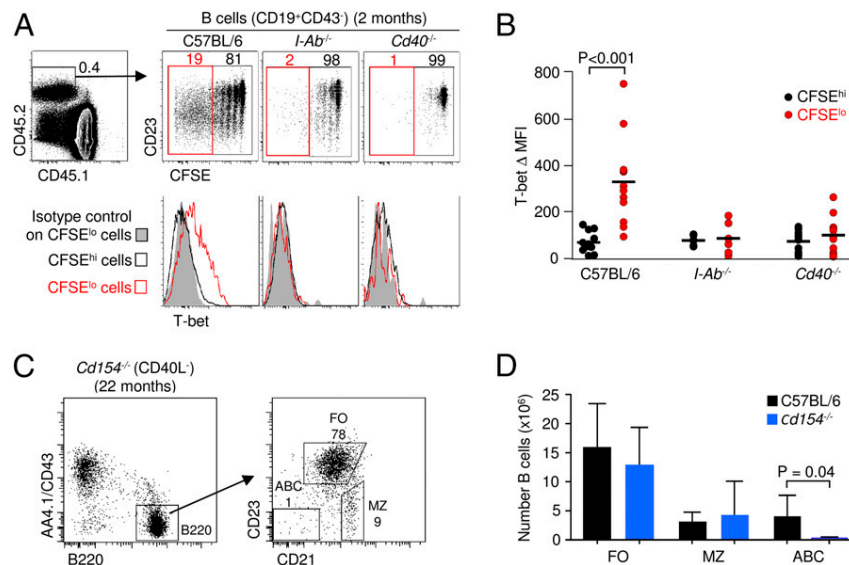 A
B cells (CD19⁺CD43⁻) (2 months)
C57BL/6
I-Ab⁻/⁻
Cd40⁻/⁻
0.4
19 81
2 98
1 99
CD45.2
CD45.1
CD23
CFSE
Isotype control
on CFSEˡᵒ cells
CFSEʰⁱ cells
CFSEˡᵒ cells
T-bet
B
P<0.001
800
600
400
200
0
T-bet Δ MFI
CFSEʰⁱ
CFSEˡᵒ
C57BL/6
I-Ab⁻/⁻
Cd40⁻/⁻
C
Cd154⁻/⁻ (CD40L⁻)
(22 months)
AA4.1/CD43
B220
B220
FO
78
ABC
1
MZ
9
CD23
CD21
D
Number B cells (x10⁶)
25
20
15
10
5
0
C57BL/6
Cd154⁻/⁻
P = 0.04
FO
MZ
ABC